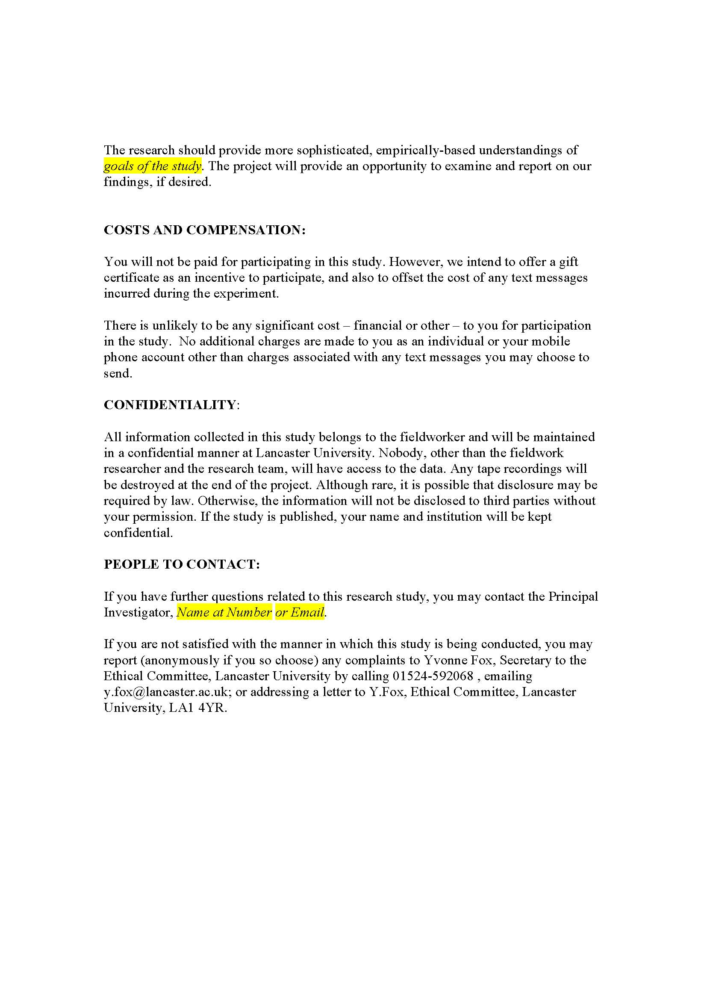 The research should provide more sophisticated, empirically-based understandings of
goals of the study. The project will provide an opportunity to examine and report on our
findings, if desired.
COSTS AND COMPENSATION:
You will not be paid for participating in this study. However, we intend to offer a gift
certificate as an incentive to participate, and also to offset the cost of any text messages
incurred during the experiment.
There is unlikely to be any significant cost – financial or other – to you for participation
in the study.  No additional charges are made to you as an individual or your mobile
phone account other than charges associated with any text messages you may choose to
send.
CONFIDENTIALITY:
All information collected in this study belongs to the fieldworker and will be maintained
in a confidential manner at Lancaster University. Nobody, other than the fieldwork
researcher and the research team, will have access to the data. Any tape recordings will
be destroyed at the end of the project. Although rare, it is possible that disclosure may be
required by law. Otherwise, the information will not be disclosed to third parties without
your permission. If the study is published, your name and institution will be kept
confidential.
PEOPLE TO CONTACT:
If you have further questions related to this research study, you may contact the Principal
Investigator, Name at Number or Email.
If you are not satisfied with the manner in which this study is being conducted, you may
report (anonymously if you so choose) any complaints to Yvonne Fox, Secretary to the
Ethical Committee, Lancaster University by calling 01524-592068 , emailing
y.fox@lancaster.ac.uk; or addressing a letter to Y.Fox, Ethical Committee, Lancaster
University, LA1 4YR.